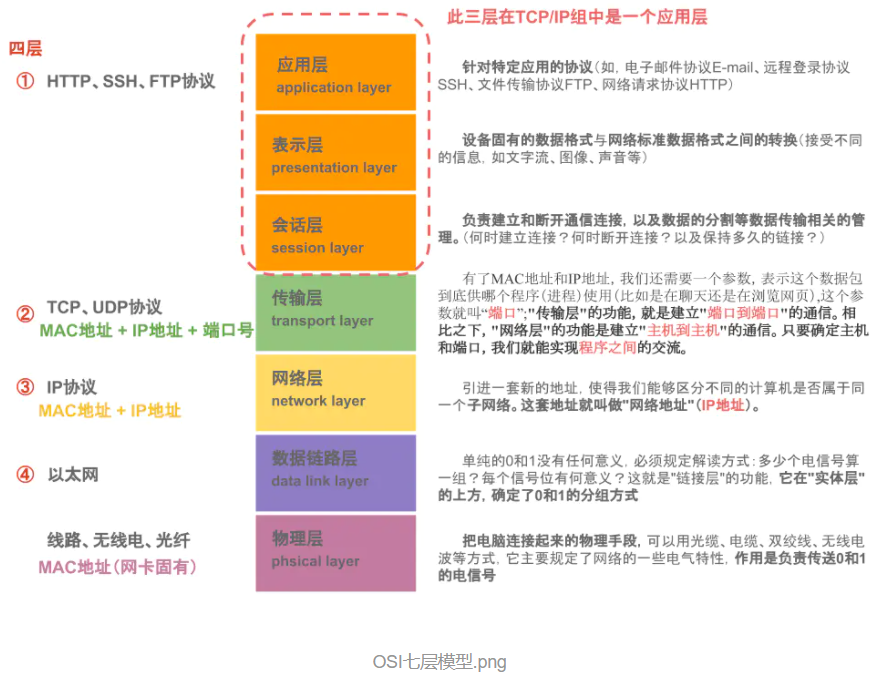 此三层在TCP/IP组中是一个应用层
四层
① HTTP、SSH、FTP协议
应用层
application layer
针对特定应用的协议(如, 电子邮件协议E-mail、远程登录协议
SSH、文件传输协议FTP、网络请求协议HTTP)
表示层
presentation layer
设备固有的数据格式与网络标准数据格式之间的转换(接受不同
的信息, 如文字流、图像、声音等)
会话层
session layer
负责建立和断开通信连接, 以及数据的分割等数据传输相关的管
理。(何时建立连接?何时断开连接?以及保持多久的链接?)
② TCP、UDP协议
MAC地址 + IP地址 + 端口号
传输层
transport layer
有了MAC地址和IP地址, 我们还需要一个参数, 表示这个数据包
到底供哪个程序(进程)使用(比如是在聊天还是在浏览网页),这个参
数就叫“端口”;"传输层"的功能, 就是建立"端口到端口"的通信。相
比之下, "网络层"的功能是建立"主机到主机"的通信。只要确定主机
和端口, 我们就能实现程序之间的交流。
③ IP协议
MAC地址 + IP地址
网络层
network layer
引进一套新的地址, 使得我们能够区分不同的计算机是否属于同
一个子网络。这套地址就叫做"网络地址"(IP地址)。
④ 以太网
数据链路层
data link layer
单纯的0和1没有任何意义, 必须规定解读方式:多少个电信号算
一组?每个信号位有何意义?这就是"链接层"的功能, 它在"实体层"
的上方, 确定了0和1的分组方式
线路、无线电、光纤
MAC地址(网卡固有)
物理层
phsical layer
把电脑连接起来的物理手段, 可以用光缆、电缆、双绞线、无线电
波等方式, 它主要规定了网络的一些电气特性, 作用是负责传送0和1
的电信号
OSI七层模型.png